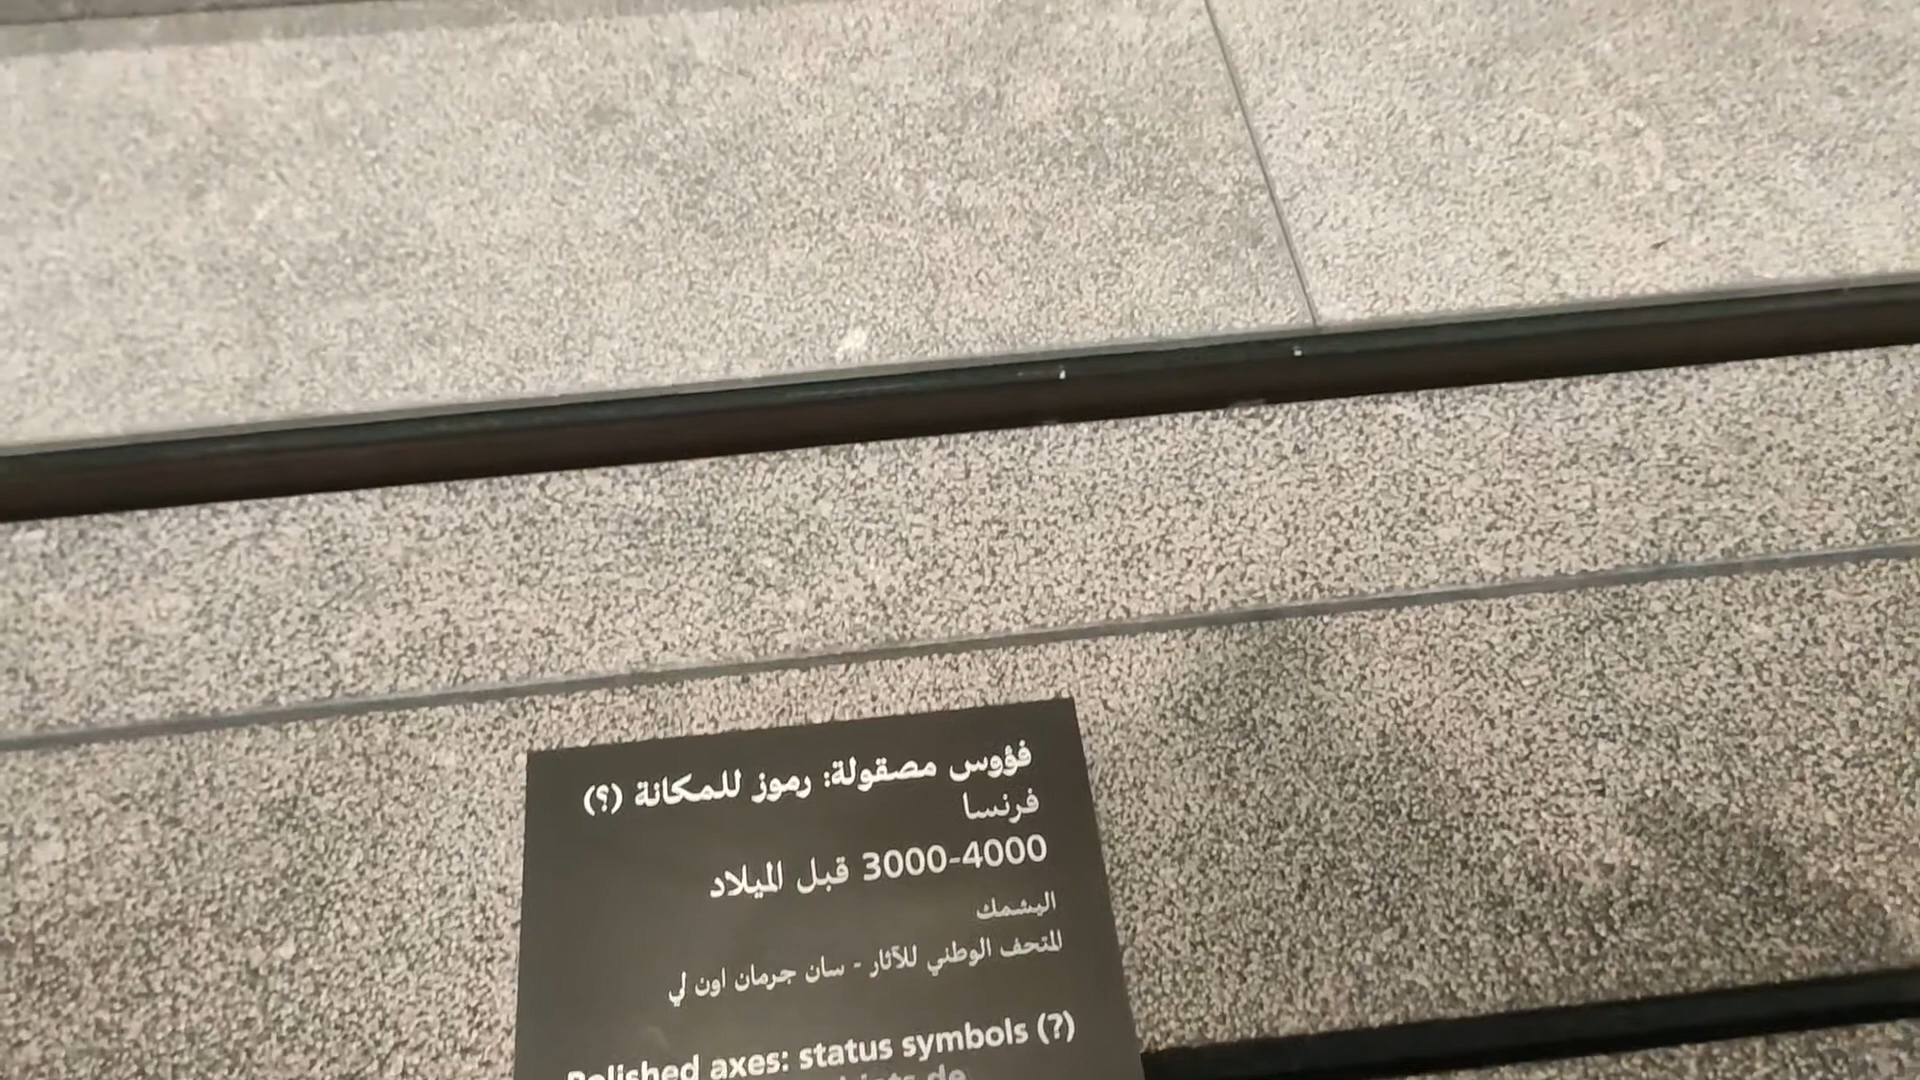 فؤوس مصقولة: رموز للمكانة (؟)
فرنسا
3000-4000 قبل الميلاد
اليشمك
المتحف الوطني للآثار - سان جرمان اون لي
Polished axes: status symbols (?)